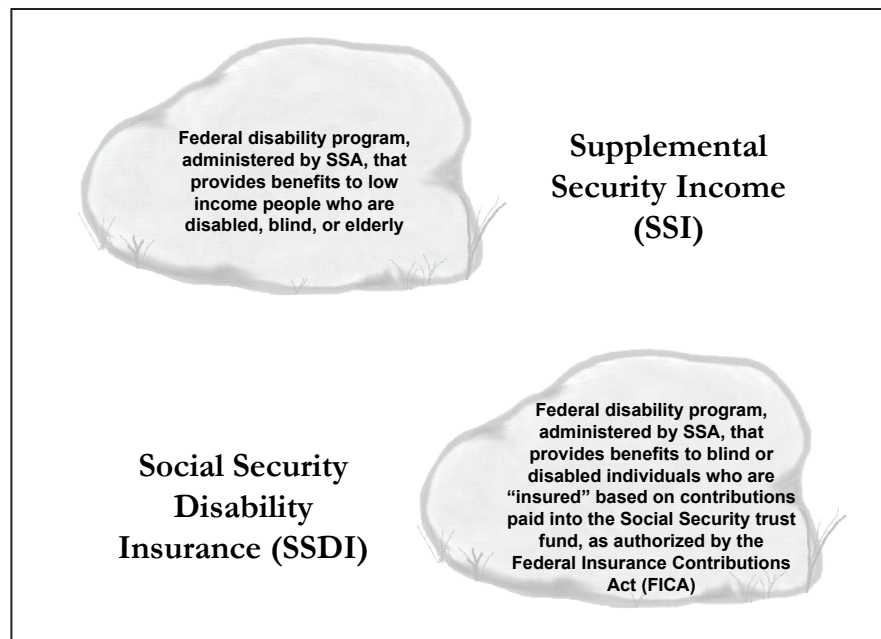 Federal disability program,
administered by SSA, that
provides benefits to low
income people who are
disabled, blind, or elderly
Supplemental
Security Income
(SSI)
Social Security
Disability
Insurance (SSDI)
Federal disability program,
administered by SSA, that
provides benefits to blind or
disabled individuals who are
“insured” based on contributions
paid into the Social Security trust
fund, as authorized by the
Federal Insurance Contributions
Act (FICA)